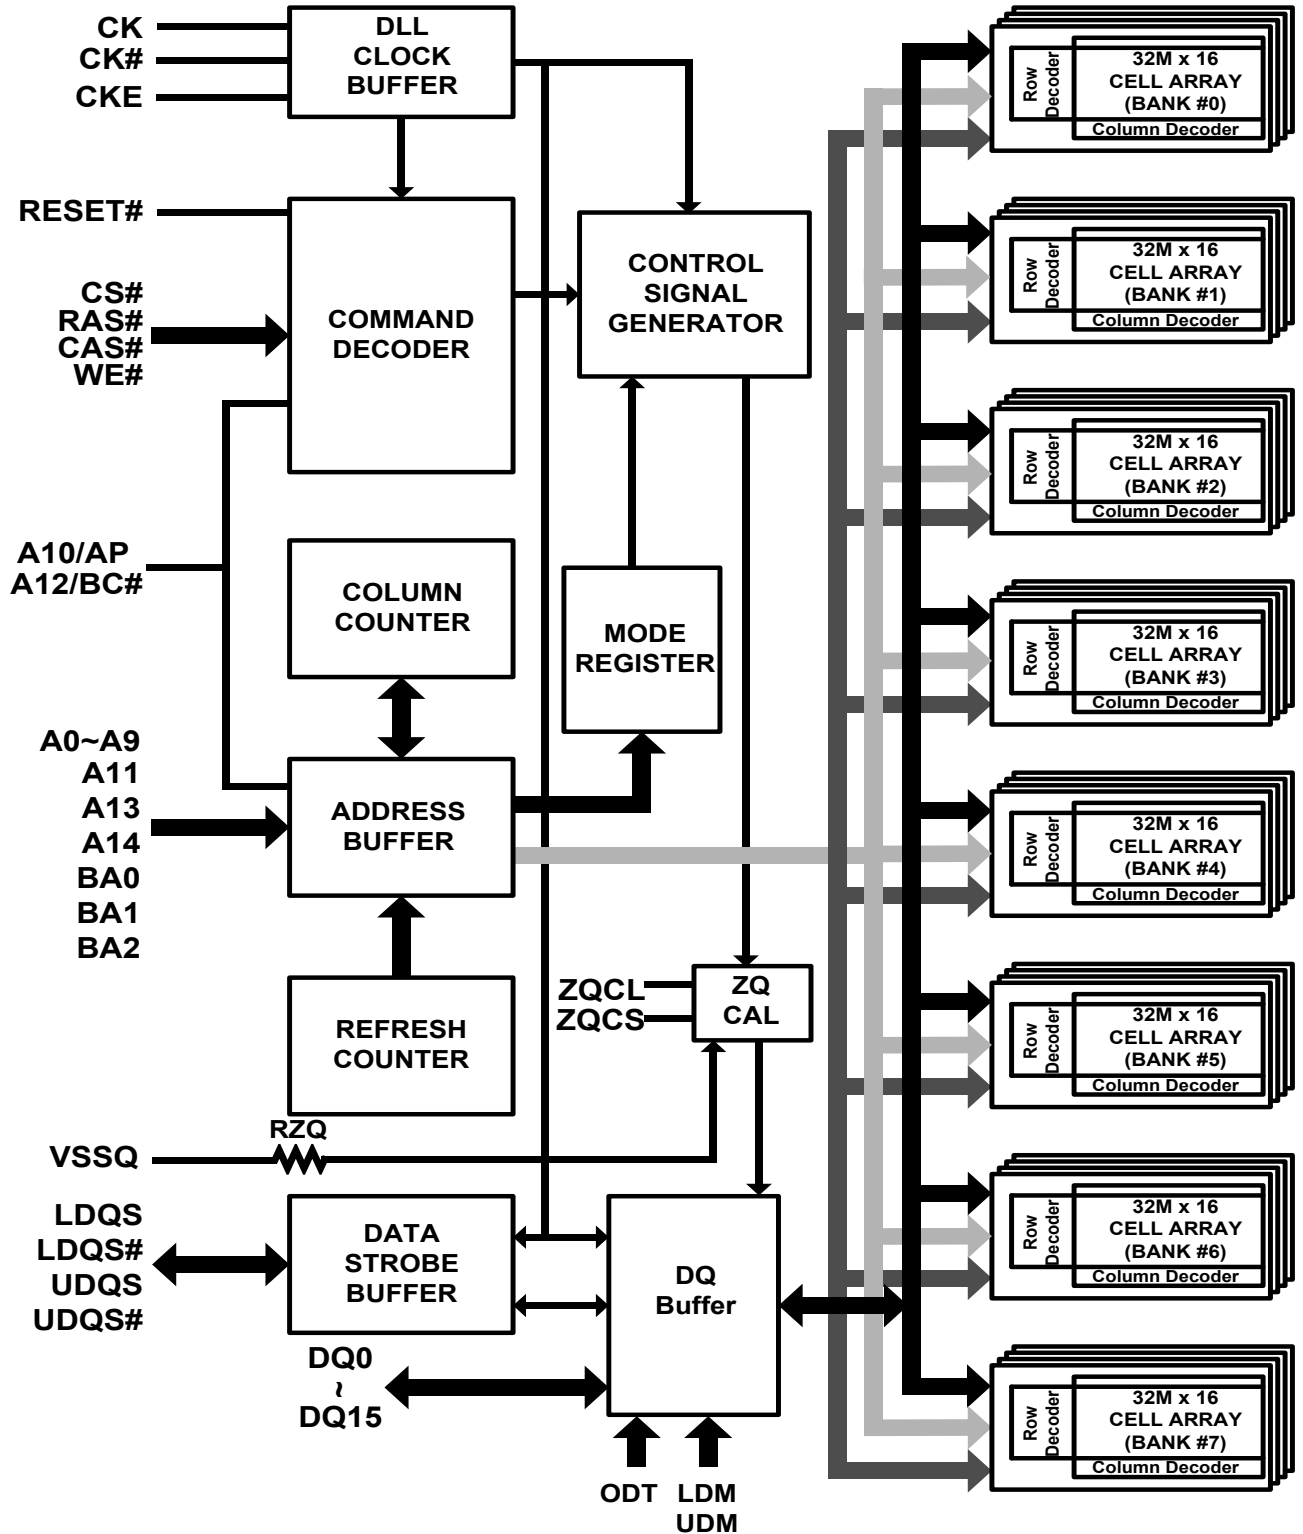 CK
CK#
CKE
DLL
CLOCK
BUFFER
RESET#
CS#
RAS#
CAS#
WE#
COMMAND
DECODER
CONTROL
SIGNAL
GENERATOR
A10/AP
A12/BC#
COLUMN
COUNTER
MODE
REGISTER
A0~A9
A11
A13
A14
BA0
BA1
BA2
ADDRESS
BUFFER
REFRESH
COUNTER
ZQCL
ZQCS
ZQ
CAL
RZQ
VSSQ
LDQS
LDQS#
UDQS
UDQS#
DATA
STROBE
BUFFER
DQ
Buffer
DQ0
~
DQ15
ODT
LDM
UDM
Row
Decoder
32M x 16
CELL ARRAY
(BANK #0)
Column Decoder
Row
Decoder
32M x 16
CELL ARRAY
(BANK #1)
Column Decoder
Row
Decoder
32M x 16
CELL ARRAY
(BANK #2)
Column Decoder
Row
Decoder
32M x 16
CELL ARRAY
(BANK #3)
Column Decoder
Row
Decoder
32M x 16
CELL ARRAY
(BANK #4)
Column Decoder
Row
Decoder
32M x 16
CELL ARRAY
(BANK #5)
Column Decoder
Row
Decoder
32M x 16
CELL ARRAY
(BANK #6)
Column Decoder
Row
Decoder
32M x 16
CELL ARRAY
(BANK #7)
Column Decoder